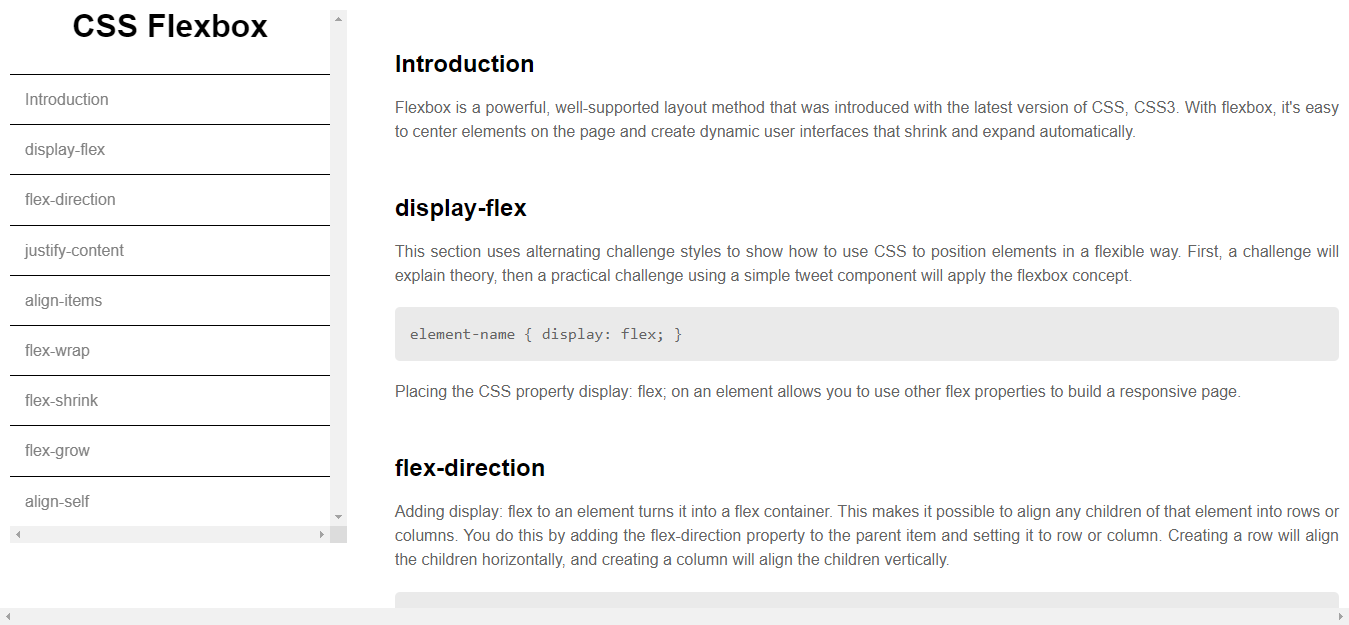 CSS Flexbox
Introduction
display-flex
flex-direction
justify-content
align-items
flex-wrap
flex-shrink
flex-grow
align-self
Introduction
Flexbox is a powerful, well-supported layout method that was introduced with the latest version of CSS, CSS3. With flexbox, it's easy
to center elements on the page and create dynamic user interfaces that shrink and expand automatically.
display-flex
This section uses alternating challenge styles to show how to use CSS to position elements in a flexible way. First, a challenge will
explain theory, then a practical challenge using a simple tweet component will apply the flexbox concept.
element-name { display: flex; }
Placing the CSS property display: flex; on an element allows you to use other flex properties to build a responsive page.
flex-direction
Adding display: flex to an element turns it into a flex container. This makes it possible to align any children of that element into rows or
columns. You do this by adding the flex-direction property to the parent item and setting it to row or column. Creating a row will align
the children horizontally, and creating a column will align the children vertically.